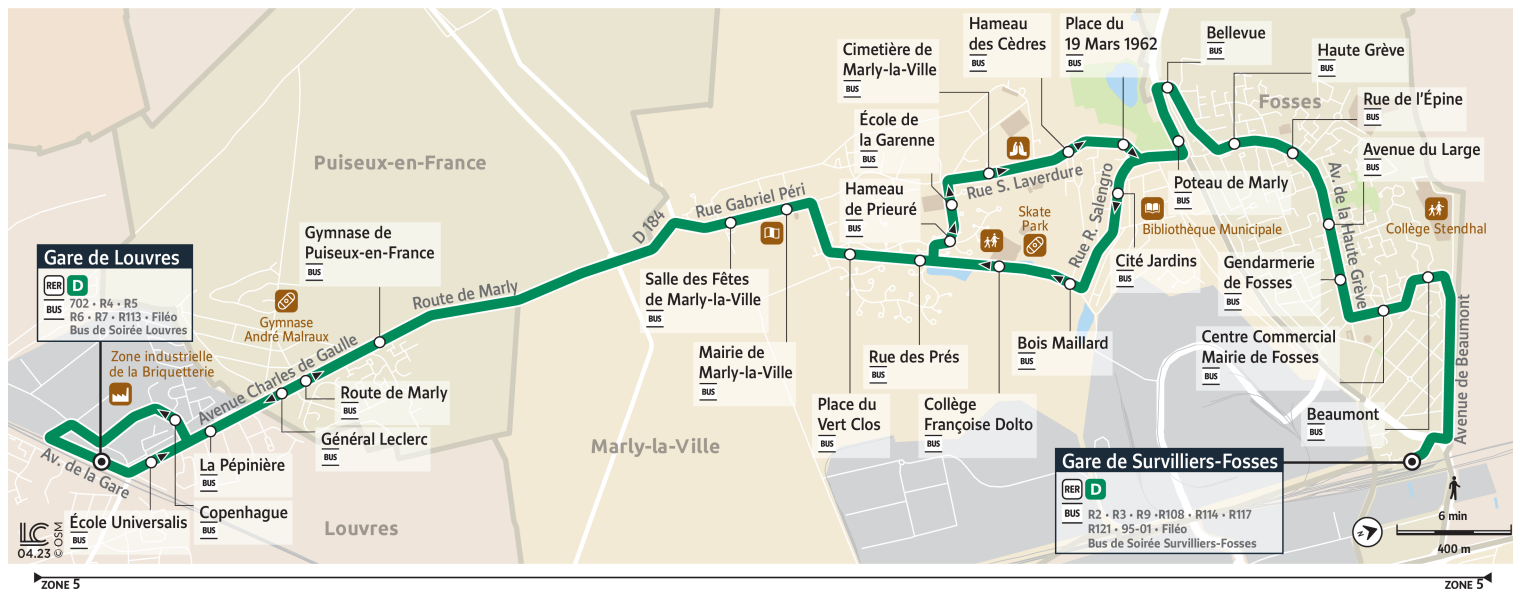 Hameau
des Cèdres
BUS
Place du
19 Mars 1962
BUS
Bellevue
BUS
Cimetière de
Marly-la-Ville
BUS
Haute Grève
BUS
Fosses
Rue de l'Épine
BUS
École de
la Garenne
BUS
Avenue du Large
BUS
Puiseux-en-France
Rue S. Laverdure
Rue R. Salengro
Poteau de Marly
BUS
Av. de la Haute Grève
Hameau
de Prieuré
BUS
Rue Gabriel Péri
D 184
Skate
Park
Bibliothèque Municipale
Collège Stendhal
Gymnase de
Puiseux-en-France
BUS
Gare de Louvres
RER D
BUS
702 • R4 • R5
R6 • R7 • R113 • Filéo
Bus de Soirée Louvres
Cité Jardins
BUS
Gendarmerie
de Fosses
BUS
Salle des Fêtes
de Marly-la-Ville
BUS
Route de Marly
Gymnase
André Malraux
Avenue de Beaumont
Zone industrielle
de la Briquetterie
Avenue Charles de Gaulle
Mairie de
Marly-la-Ville
BUS
Rue des Prés
BUS
Bois Maillard
BUS
Centre Commercial
Mairie de Fosses
BUS
Route de Marly
BUS
Place du
Vert Clos
BUS
Collège
Françoise Dolto
BUS
Beaumont
BUS
Général Leclerc
BUS
Marly-la-Ville
Av. de la Gare
La Pépinière
BUS
Gare de Survilliers-Fosses
RER D
BUS
R2 • R3 • R9 •R108 • R114 • R117
R121 • 95-01 • Filéo
Bus de Soirée Survilliers-Fosses
École Universalis
BUS
Copenhague
BUS
Louvres
6 min
400 m
LC
04.23 © OSM
ZONE 5
ZONE 5